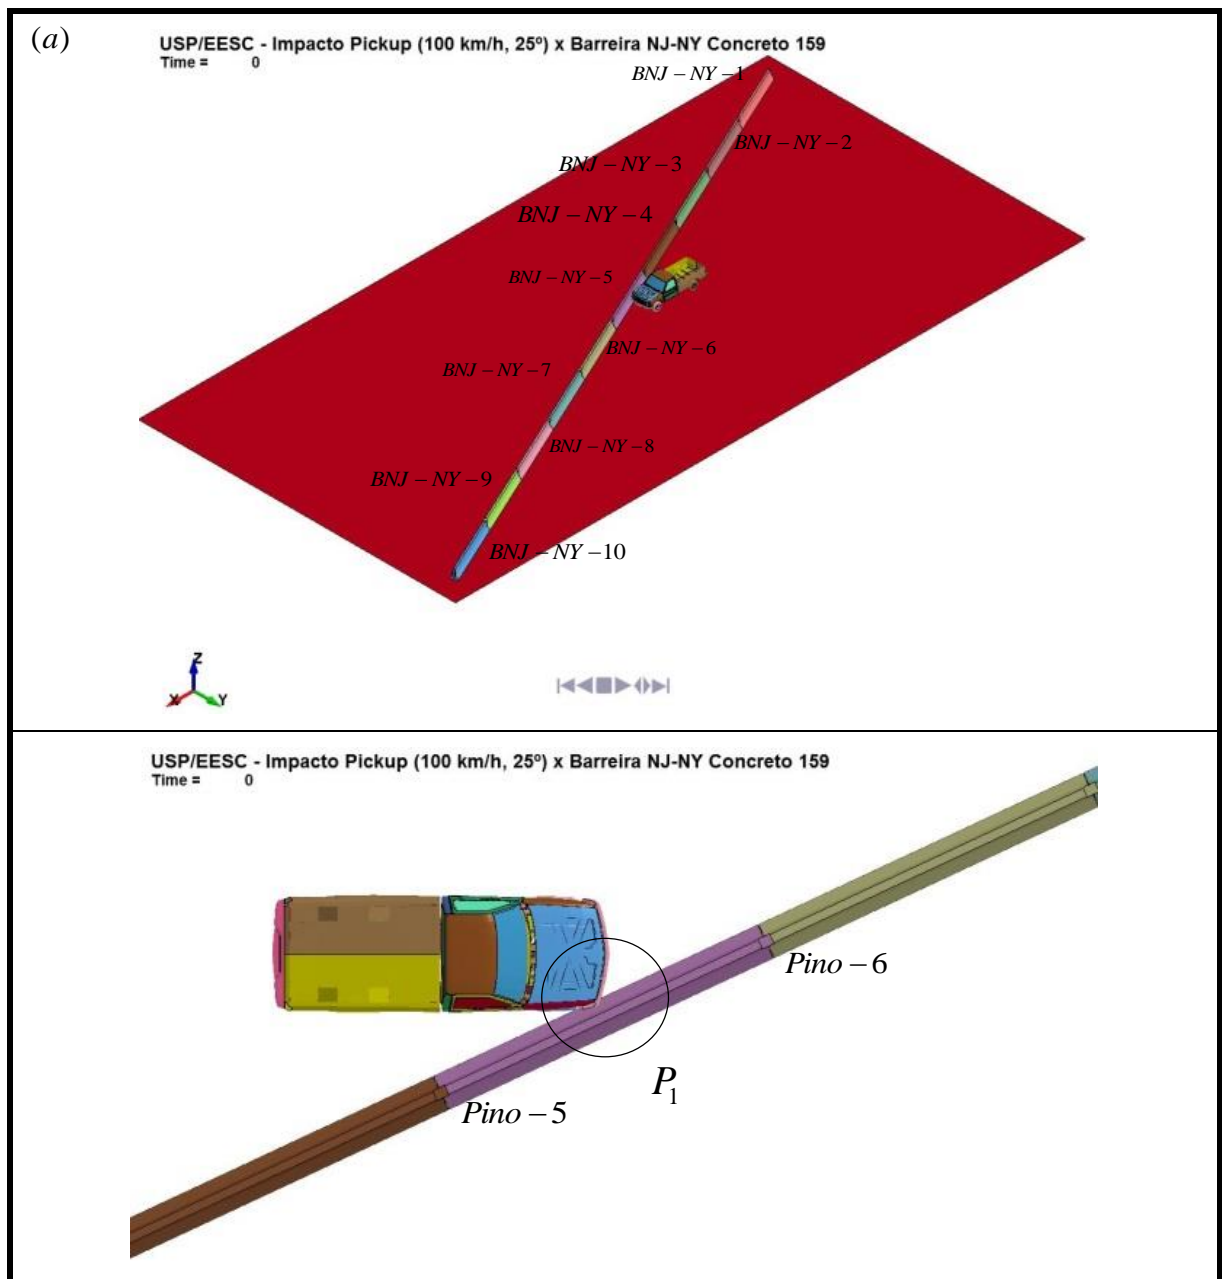 (a)
USP/EESC - Impacto Pickup (100 km/h, 25º) x Barreira NJ-NY Concreto 159
Time = 0
BNJ – NY – 1
BNJ – NY – 2
BNJ – NY – 3
BNJ – NY – 4
BNJ – NY – 5
BNJ – NY – 6
BNJ – NY – 7
BNJ – NY – 8
BNJ – NY – 9
BNJ – NY – 10
Z
X
Y
USP/EESC - Impacto Pickup (100 km/h, 25º) x Barreira NJ-NY Concreto 159
Time = 0
Pino – 6
P₁
Pino – 5